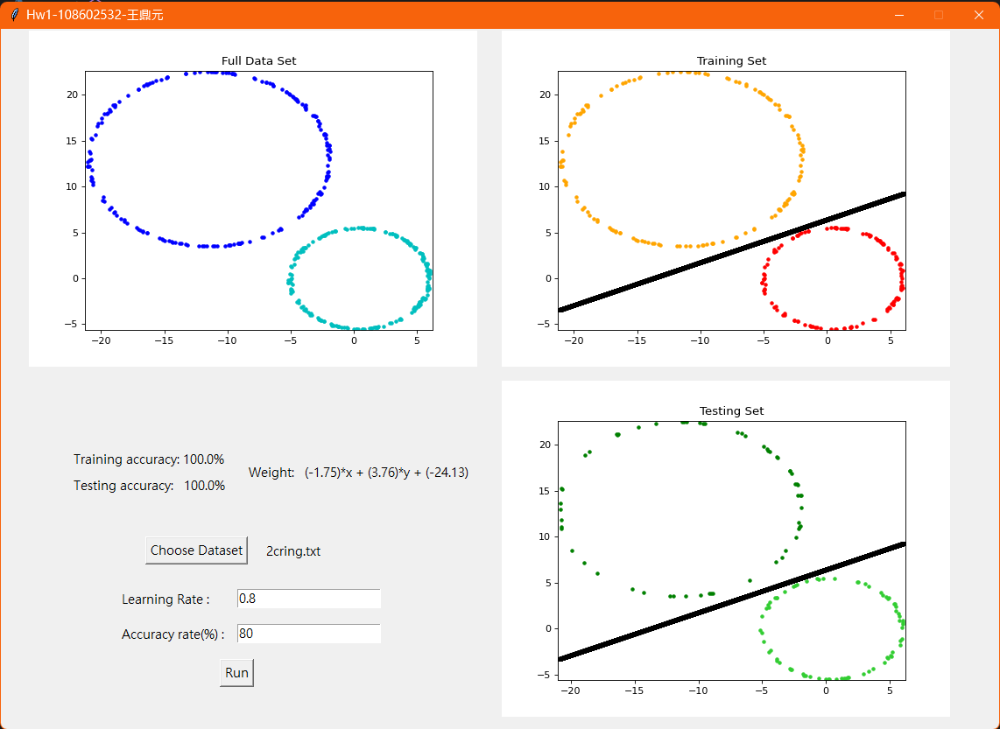 Hw1-108602532-王鼎元
Full Data Set
20
15
10
5
0
−5
−20 −15 −10 −5 0 5
Training Set
20
15
10
5
0
−5
−20 −15 −10 −5 0 5
Training accuracy: 100.0%
Testing accuracy: 100.0%
Weight: (-1.75)*x + (3.76)*y + (-24.13)
Choose Dataset 2cring.txt
Learning Rate : 0.8
Accuracy rate(%) : 80
Run
Testing Set
20
15
10
5
0
−5
−20 −15 −10 −5 0 5